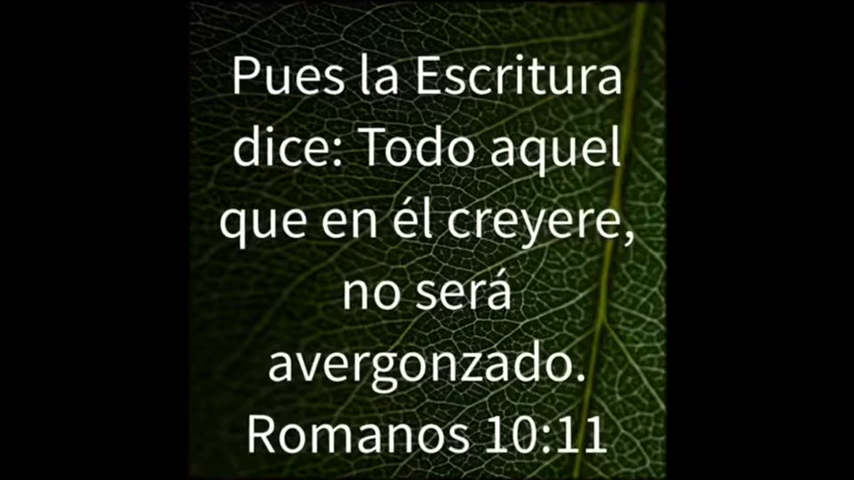 Pues la Escritura
dice: Todo aquel
que en él creyere,
no será
avergonzado.
Romanos 10:11